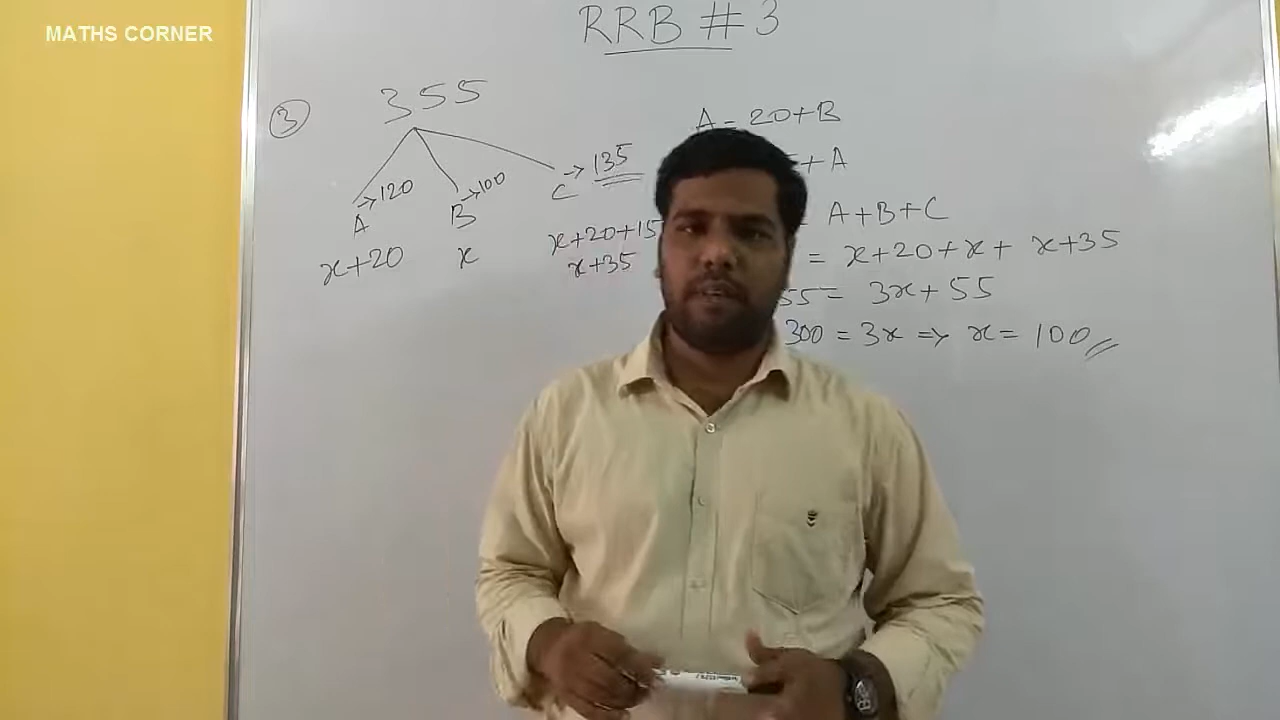 MATHS CORNER
RRB #3
③ 355
A → 120
B → 100
C → 135
x+20
x
x+20+15
x+35
A = 20+B
+ A
= A+B+C
= x+20+x+ x+35
55 = 3x+55
300 = 3x ⇒ x = 100